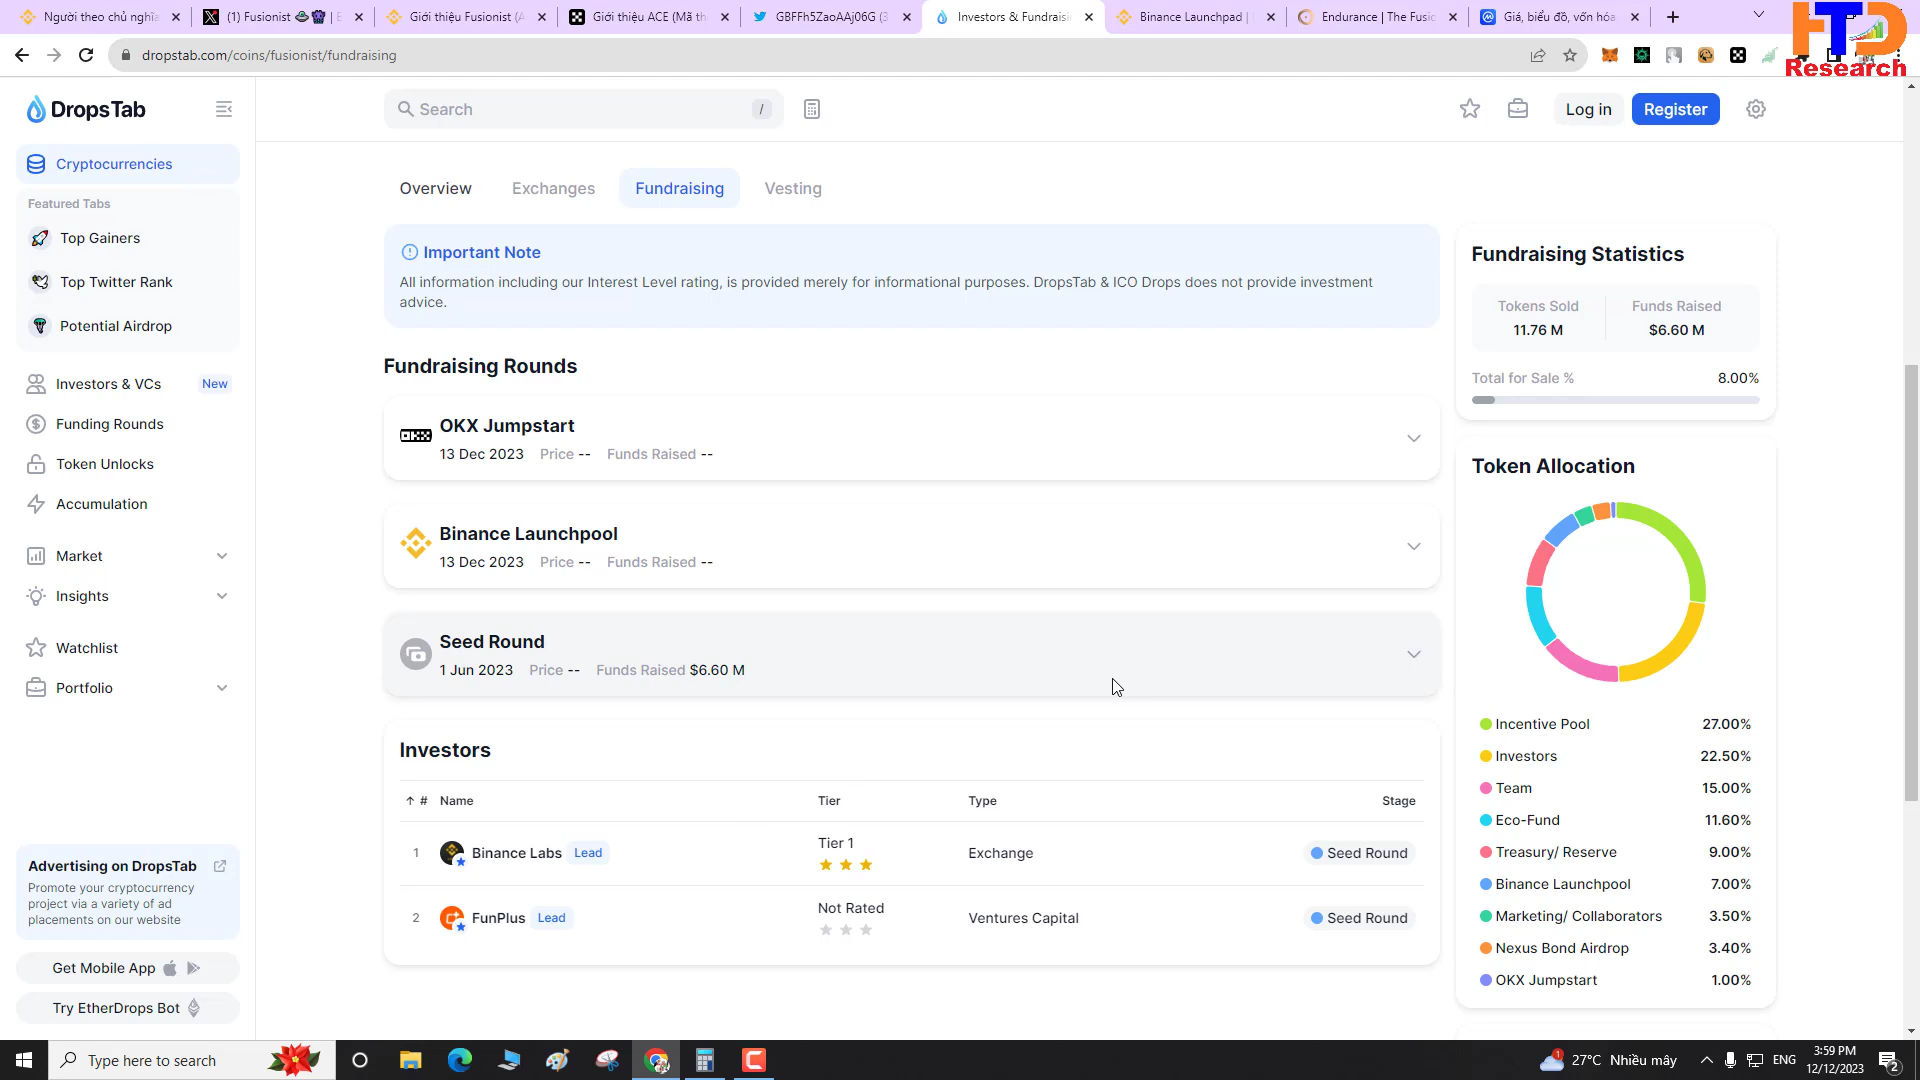 Người theo chủ nghĩa
(1) Fusionist
Giới thiệu Fusionist (A
Giới thiệu ACE (Mã th
GBFFh5ZaoAAj06G (3
Investors & Fundraisi
Binance Launchpad |
Endurance | The Fusic
Giá, biểu đồ, vốn hóa
HTD
Research
dropstab.com/coins/fusionist/fundraising
DropsTab
Search
/
Log in
Register
Cryptocurrencies
Featured Tabs
Top Gainers
Top Twitter Rank
Potential Airdrop
Investors & VCs
New
Funding Rounds
Token Unlocks
Accumulation
Market
Insights
Watchlist
Portfolio
Advertising on DropsTab
Promote your cryptocurrency
project via a variety of ad
placements on our website
Get Mobile App
Try EtherDrops Bot
Overview
Exchanges
Fundraising
Vesting
Important Note
All information including our Interest Level rating, is provided merely for informational purposes. DropsTab & ICO Drops does not provide investment
advice.
Fundraising Rounds
OKX Jumpstart
13 Dec 2023 Price -- Funds Raised --
Binance Launchpool
13 Dec 2023 Price -- Funds Raised --
Seed Round
1 Jun 2023 Price -- Funds Raised $6.60 M
Investors
# Name Tier Type Stage
1 Binance Labs Lead Tier 1 Exchange Seed Round
2 FunPlus Lead Not Rated Ventures Capital Seed Round
Fundraising Statistics
Tokens Sold Funds Raised
11.76 M $6.60 M
Total for Sale % 8.00%
Token Allocation
Incentive Pool 27.00%
Investors 22.50%
Team 15.00%
Eco-Fund 11.60%
Treasury/ Reserve 9.00%
Binance Launchpool 7.00%
Marketing/ Collaborators 3.50%
Nexus Bond Airdrop 3.40%
OKX Jumpstart 1.00%
Type here to search
1
27°C Nhiều mây
ENG
3:59 PM
12/12/2023
2